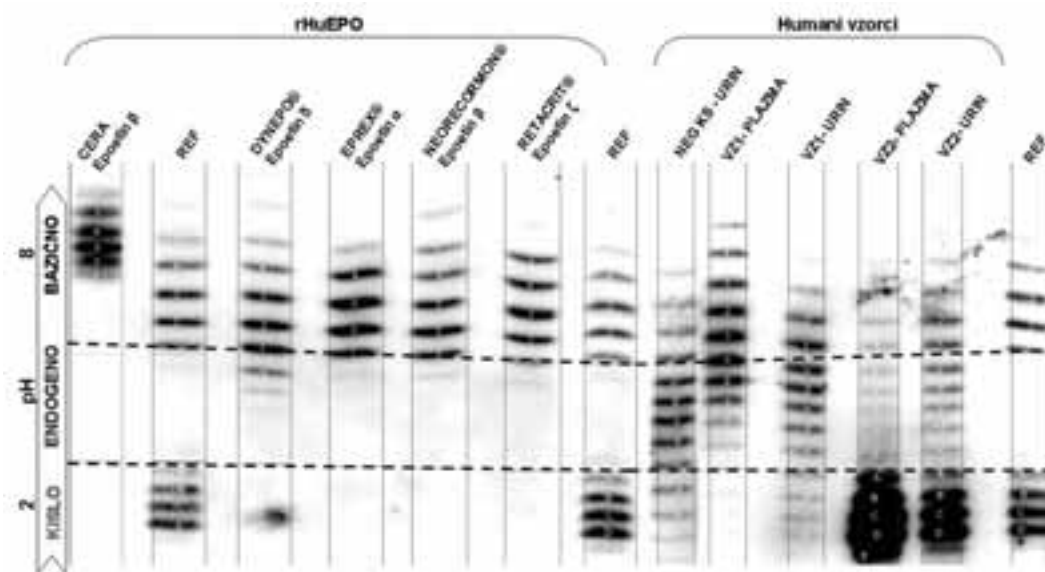 rHuEPO
Humani vzorci
CERA
Epoetin β
REF
DYNEPO®
Epoetin δ
EPREX®
Epoetin α
NEORECORMON®
Epoetin β
RETACRIT®
Epoetin ζ
REF
NEG KS - URIN
VZ1- PLAZMA
VZ1 - URIN
VZ2- PLAZMA
VZ2- URIN
REF
8
BAZIČNO
pH
ENDOGENO
2
KISLO